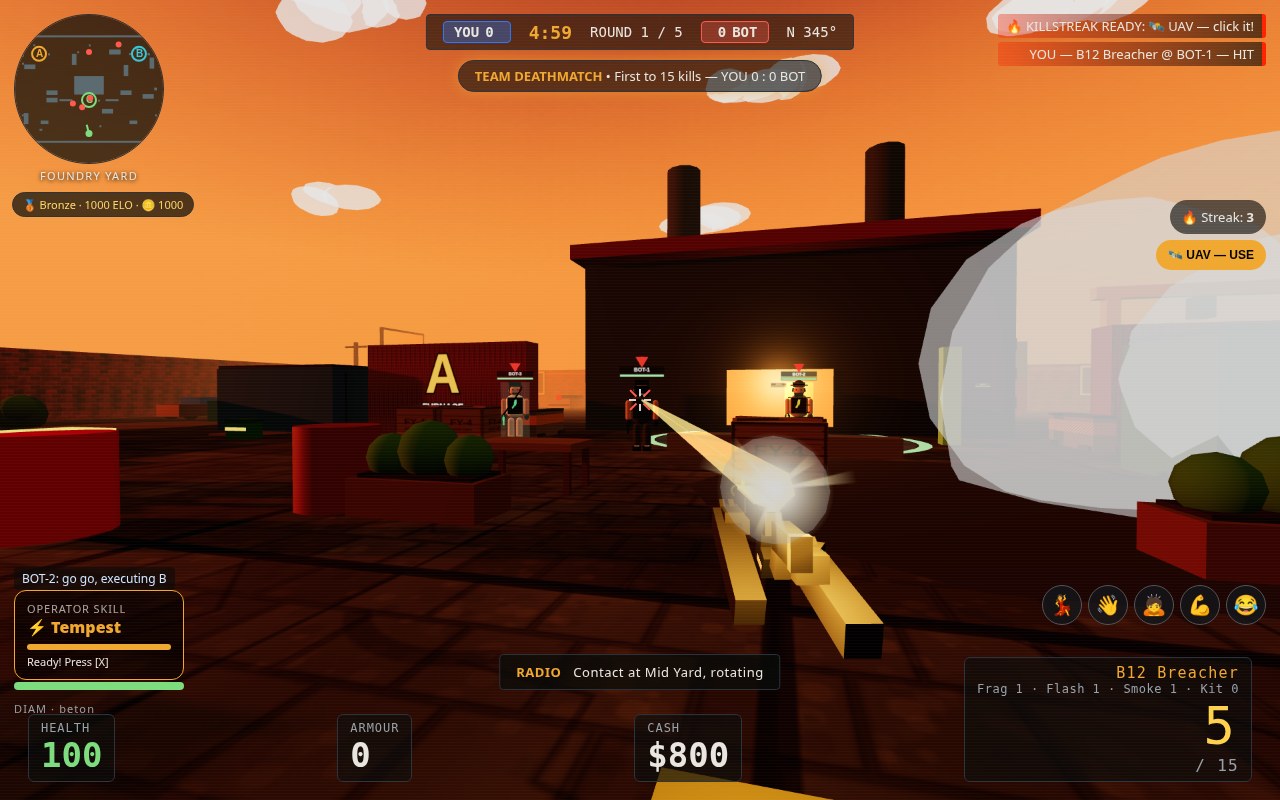 YOU 0
4:59
ROUND 1 / 5
0 BOT
N 345°
TEAM DEATHMATCH • First to 15 kills — YOU 0 : 0 BOT
🔥 KILLSTREAK READY: 🛰️ UAV — click it!
YOU — B12 Breacher @ BOT-1 — HIT
A
B
FOUNDRY YARD
🥉 Bronze · 1000 ELO · 🪙 1000
🔥 Streak: 3
🛰️ UAV — USE
A
BOT-3
BOT-1
BOT-2
BOT-2: go go, executing B
OPERATOR SKILL
⚡ Tempest
Ready! Press [X]
DIAM · beton
RADIO Contact at Mid Yard, rotating
HEALTH
100
ARMOUR
0
CASH
$800
B12 Breacher
Frag 1 · Flash 1 · Smoke 1 · Kit 0
5
/ 15